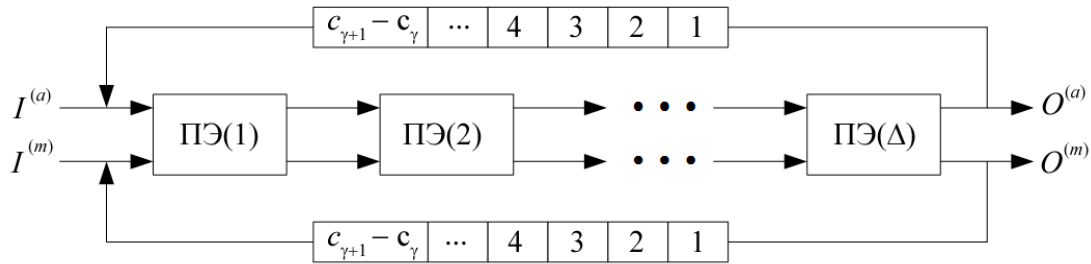 c_{γ+1} − c_γ ... 4 3 2 1
I^{(a)} ПЭ(1) ПЭ(2) • • • ПЭ(Δ) O^{(a)}
I^{(m)} • • • O^{(m)}
c_{γ+1} − c_γ ... 4 3 2 1